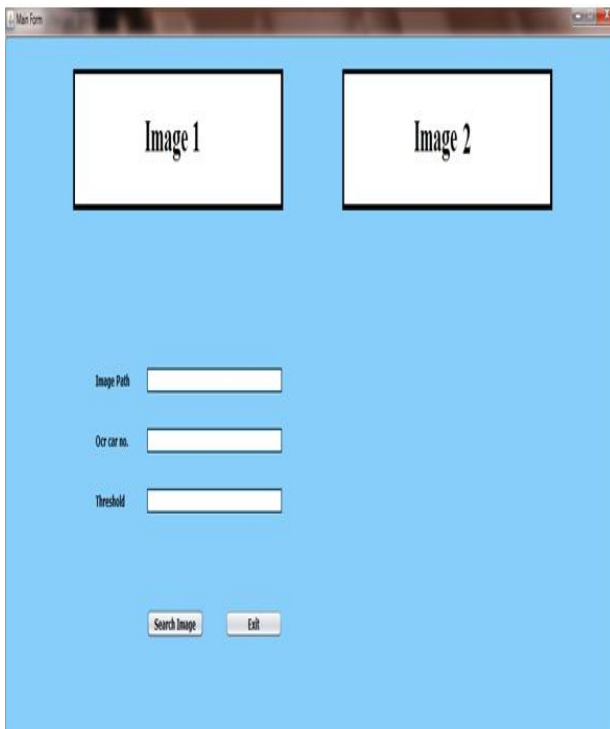 Main Form
Image 1
Image 2
Image Path
Ocr car no.
Threshold
Search Image
Exit